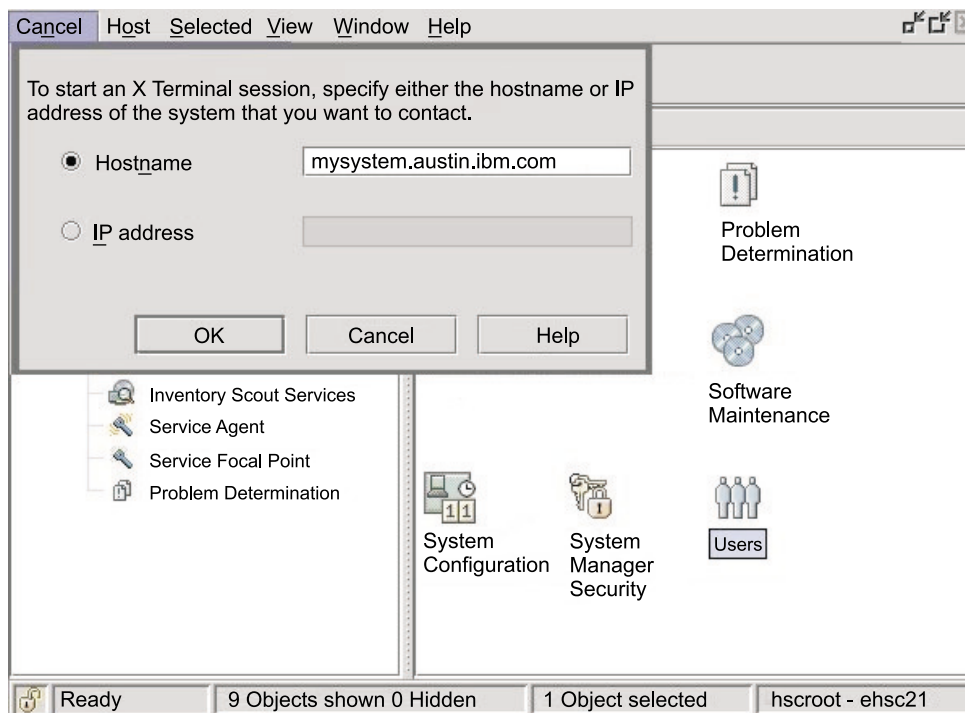 Cancel Host Selected View Window Help
To start an X Terminal session, specify either the hostname or IP
address of the system that you want to contact.
Hostname mysystem.austin.ibm.com
IP address
OK Cancel Help
Inventory Scout Services
Service Agent
Service Focal Point
Problem Determination
Problem
Determination
Software
Maintenance
System
Configuration
System
Manager
Security
Users
Ready 9 Objects shown 0 Hidden 1 Object selected hscroot - ehsc21